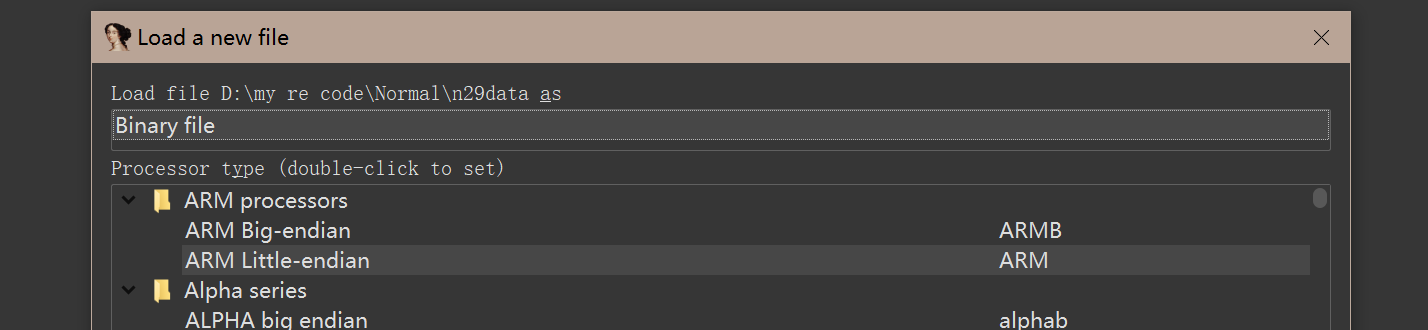 Load a new file
Load file D:\my re code\Normal\n29data as
Binary file
Processor type (double-click to set)
ARM processors
ARM Big-endian ARMB
ARM Little-endian ARM
Alpha series
ALPHA big endian alphab